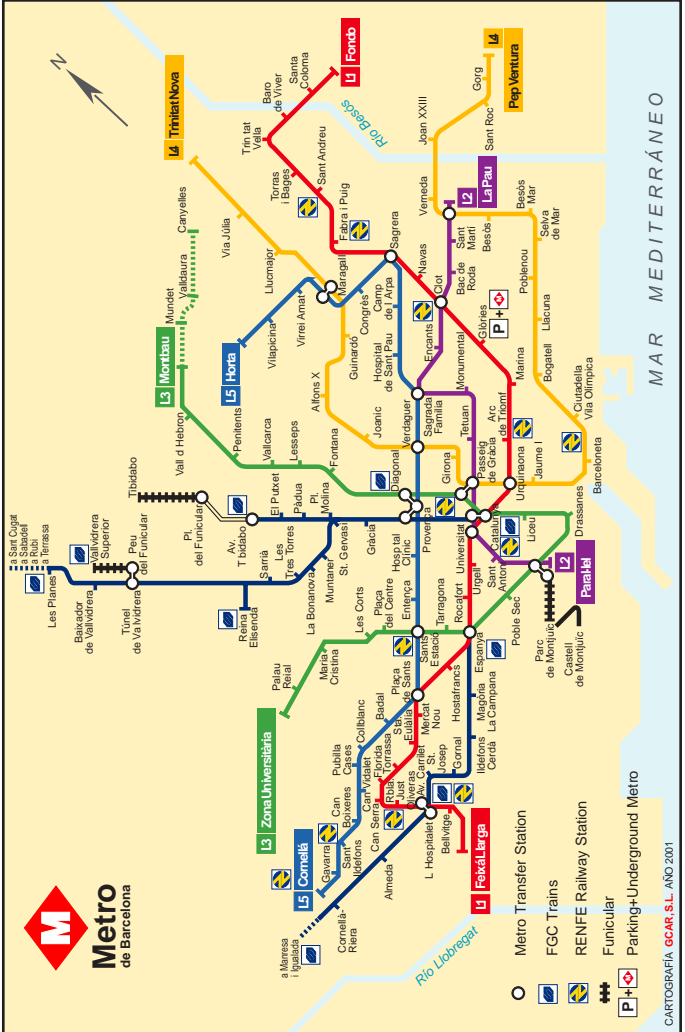 Metro
de Barcelona
M
a Manresa
i Igualada
Cornellà-
Riera
Almeda
L5 Cornellà
Gavarra
Sant
Ildefons
Can
Boixeres
Can Vidalet
Pubilla
Cases
Collblanc
Badal
Plaça
de Sants
L3 Zona Universitària
Palau
Reial
Maria
Cristina
Les Corts
Plaça
del Centre
Sants
Estació
Tarragona
Rocafort
Entença
Hospital
Clínic
Provença
Diagonal
Can Serra
Florida
Torrassa
Sta.
Eulàlia
Mercat
Nou
Rbla.
Just
Oliveras
Av. Carrilet
L Hospitalet
Bellvitge
L1 FeixáLlarga
St.
Josep
Gornal
Ildefons
Cerdà
Magòria
La Campana
Hostafrancs
Espanya
Urgell
Universitat
Sant
Antoni
Poble Sec
L2
Paral·lel
Parc
de Montjuïc
Castell
de Montjuïc
Drassanes
Liceu
Catalunya
a Sant Cugat
a Sabadell
a Rubi
a Terrassa
Les Planes
Baixador
de Vallvidrera
Vallvidrera
Superior
Peu
del Funicular
Túnel
de Vallvidrera
Reina
Elisenda
Sarrià
Les
Tres Torres
La Bonanova
Muntaner
St. Gervasi
Gràcia
Pl.
Molina
Pàdua
El Putxet
Av.
T bidabo
Pl.
del Funicular
Tibidabo
Fontana
Lesseps
Vallcarca
Penitents
Vall d Hebron
L3 Montbau
Mundet
Valldaura
Canyelles
L4 Trinitat Nova
Via Júlia
Llucmajor
Maragall
Virrei Amat
Vilapicina
L5 Horta
Guinardó
Alfons X
Joanic
Verdaguer
Girona
Passeig
de Gràcia
Urquinaona
Jaume I
Barceloneta
Ciutadella
Vila Olímpica
Bogatell
Llacuna
Poblenou
Selva
de Mar
Besòs
Mar
Besòs
Congrès
Camp
de l Arpa
Hospital
de Sant Pau
Sagrada
Familia
Encants
Monumental
Tetuan
Arc
de Triomf
Marina
Glòries
P + M
Clot
Bac de
Roda
Sant
Martí
L2
La Pau
Navas
Sagrera
Fabra i Puig
Sant Andreu
Torras
i Bages
Trin tat
Vella
Baro
de Viver
Santa
Coloma
L1 Fondo
Verneda
Joan XXIII
Sant Roc
Gorg
L4
Pep Ventura
N
Río Besós
Río Llobregat
MAR MEDITERRÁNEO
Metro Transfer Station
FGC Trains
RENFE Railway Station
Funicular
P + M Parking+Underground Metro
CARTOGRAFÍA GCAR, S.L. AÑO 2001